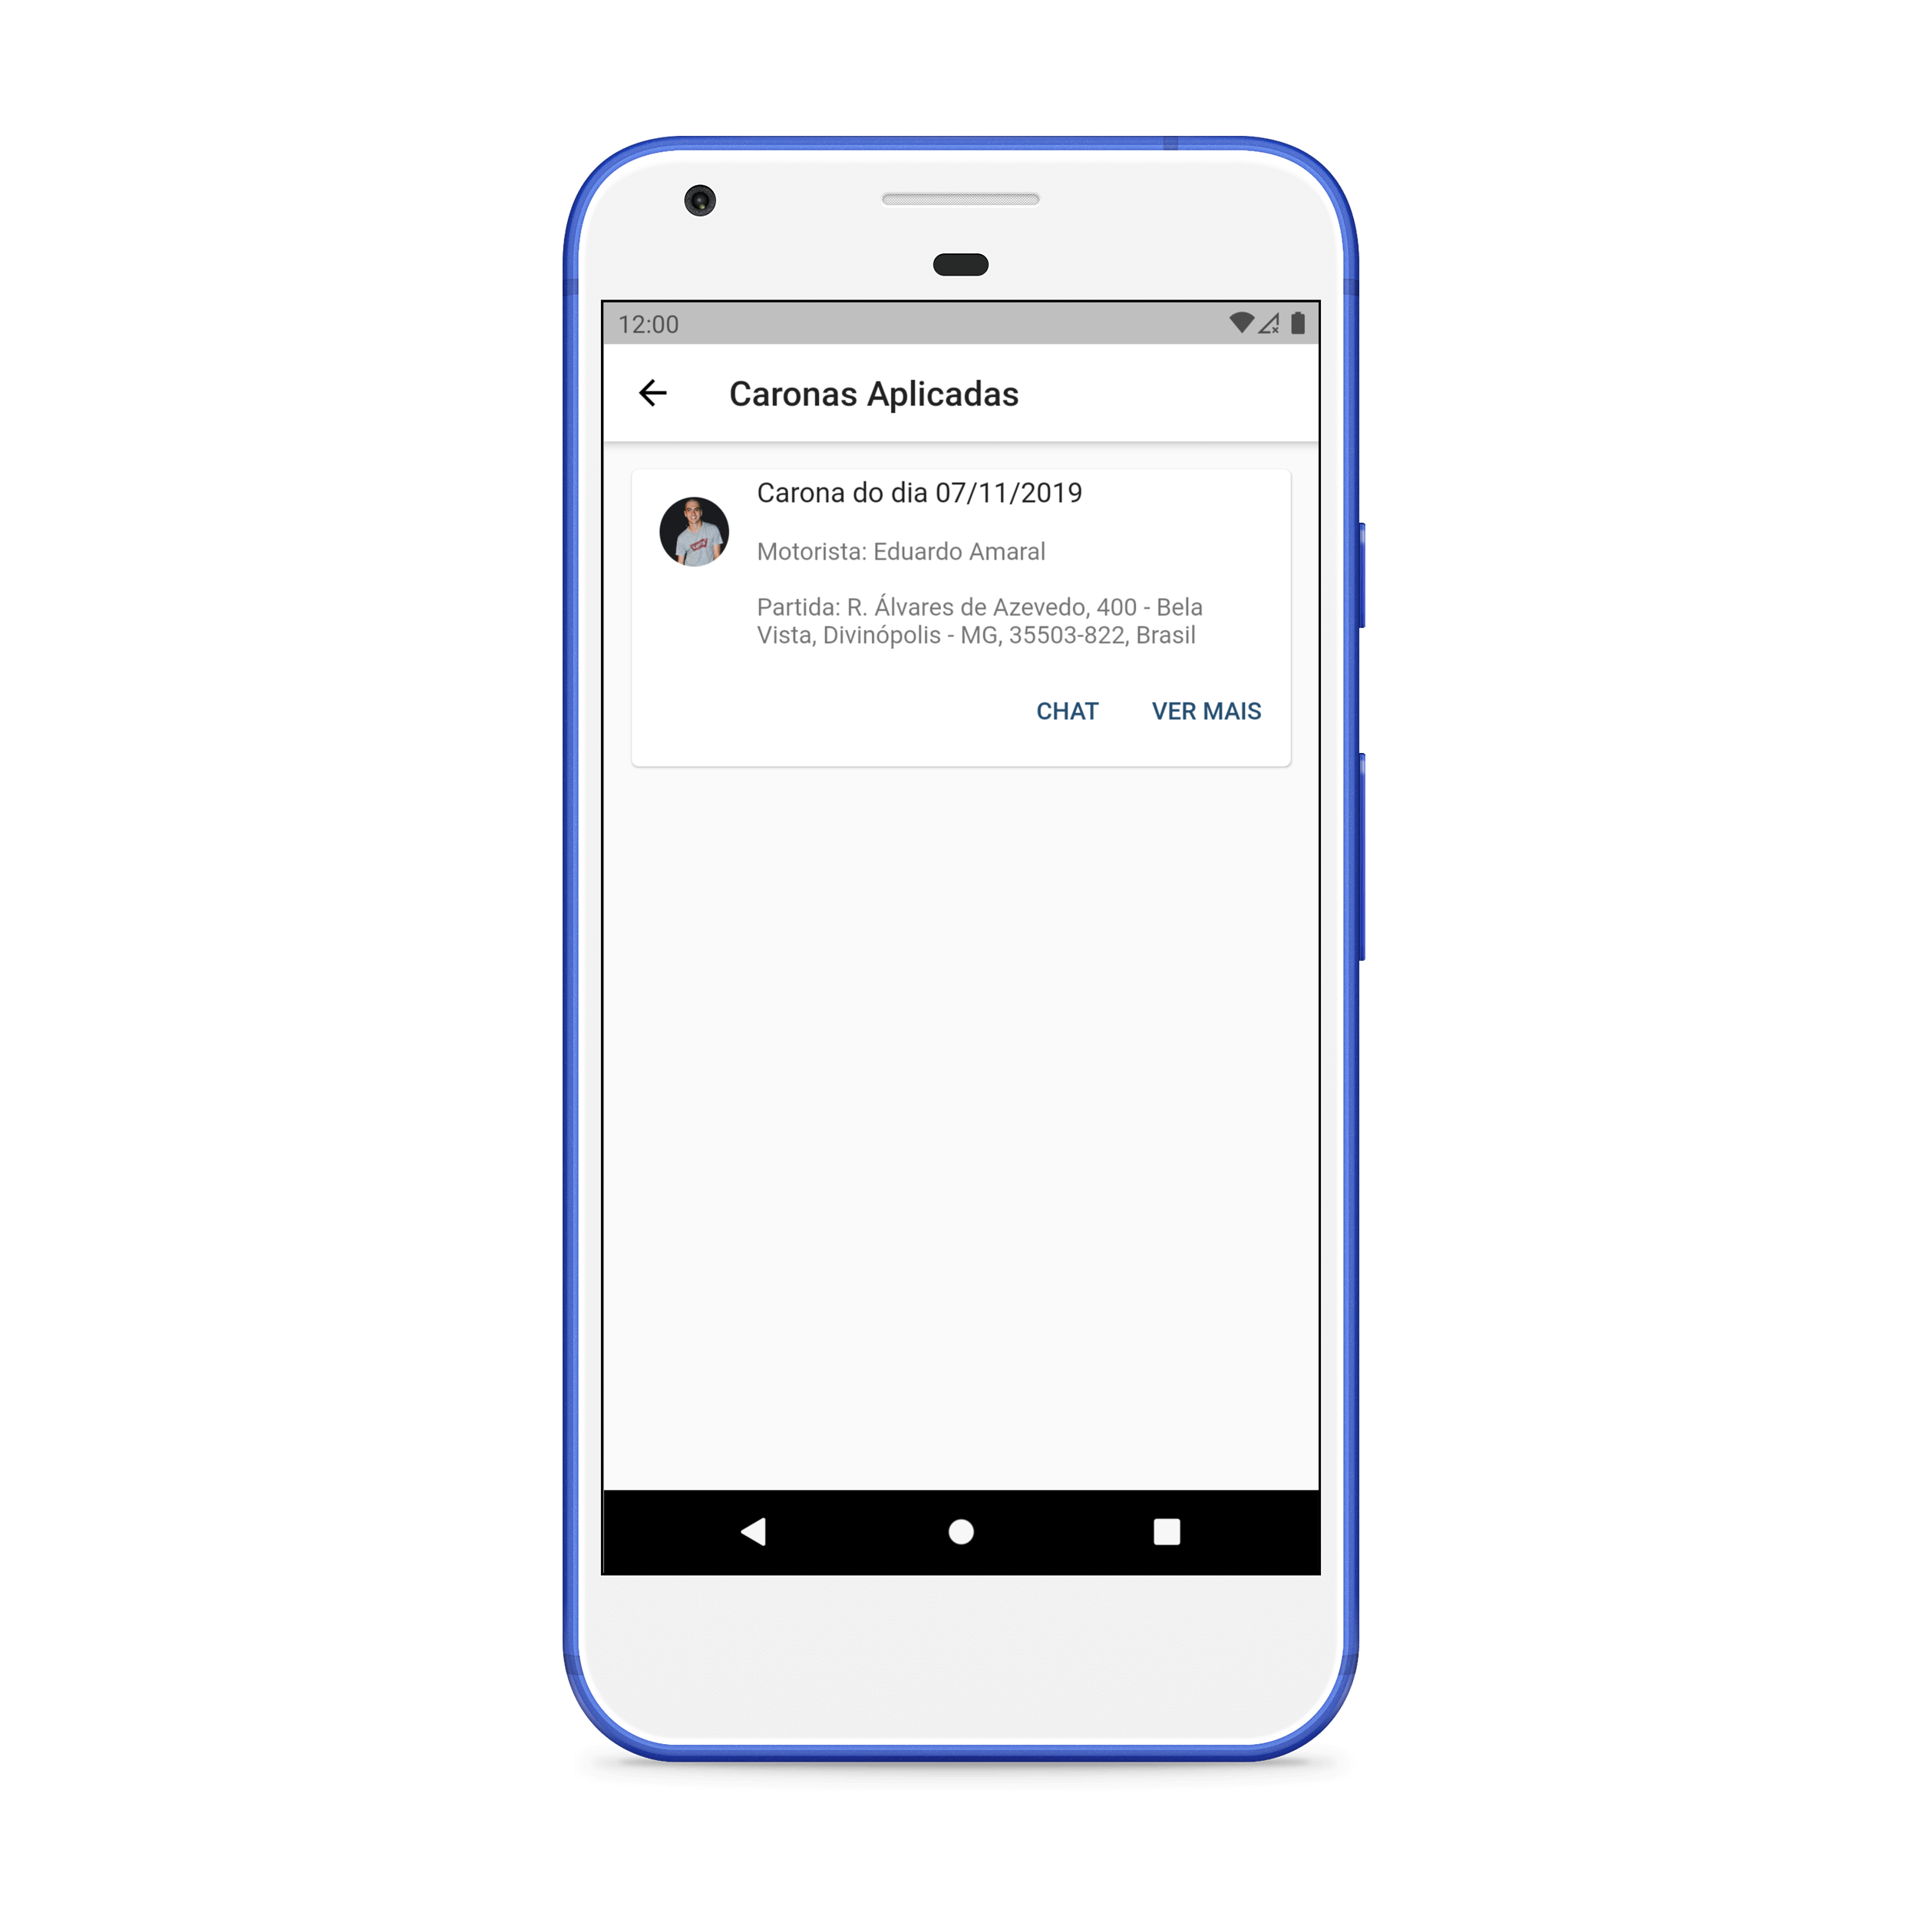 12:00
Caronas Aplicadas
Carona do dia 07/11/2019
Motorista: Eduardo Amaral
Partida: R. Álvares de Azevedo, 400 - Bela
Vista, Divinópolis - MG, 35503-822, Brasil
CHAT VER MAIS